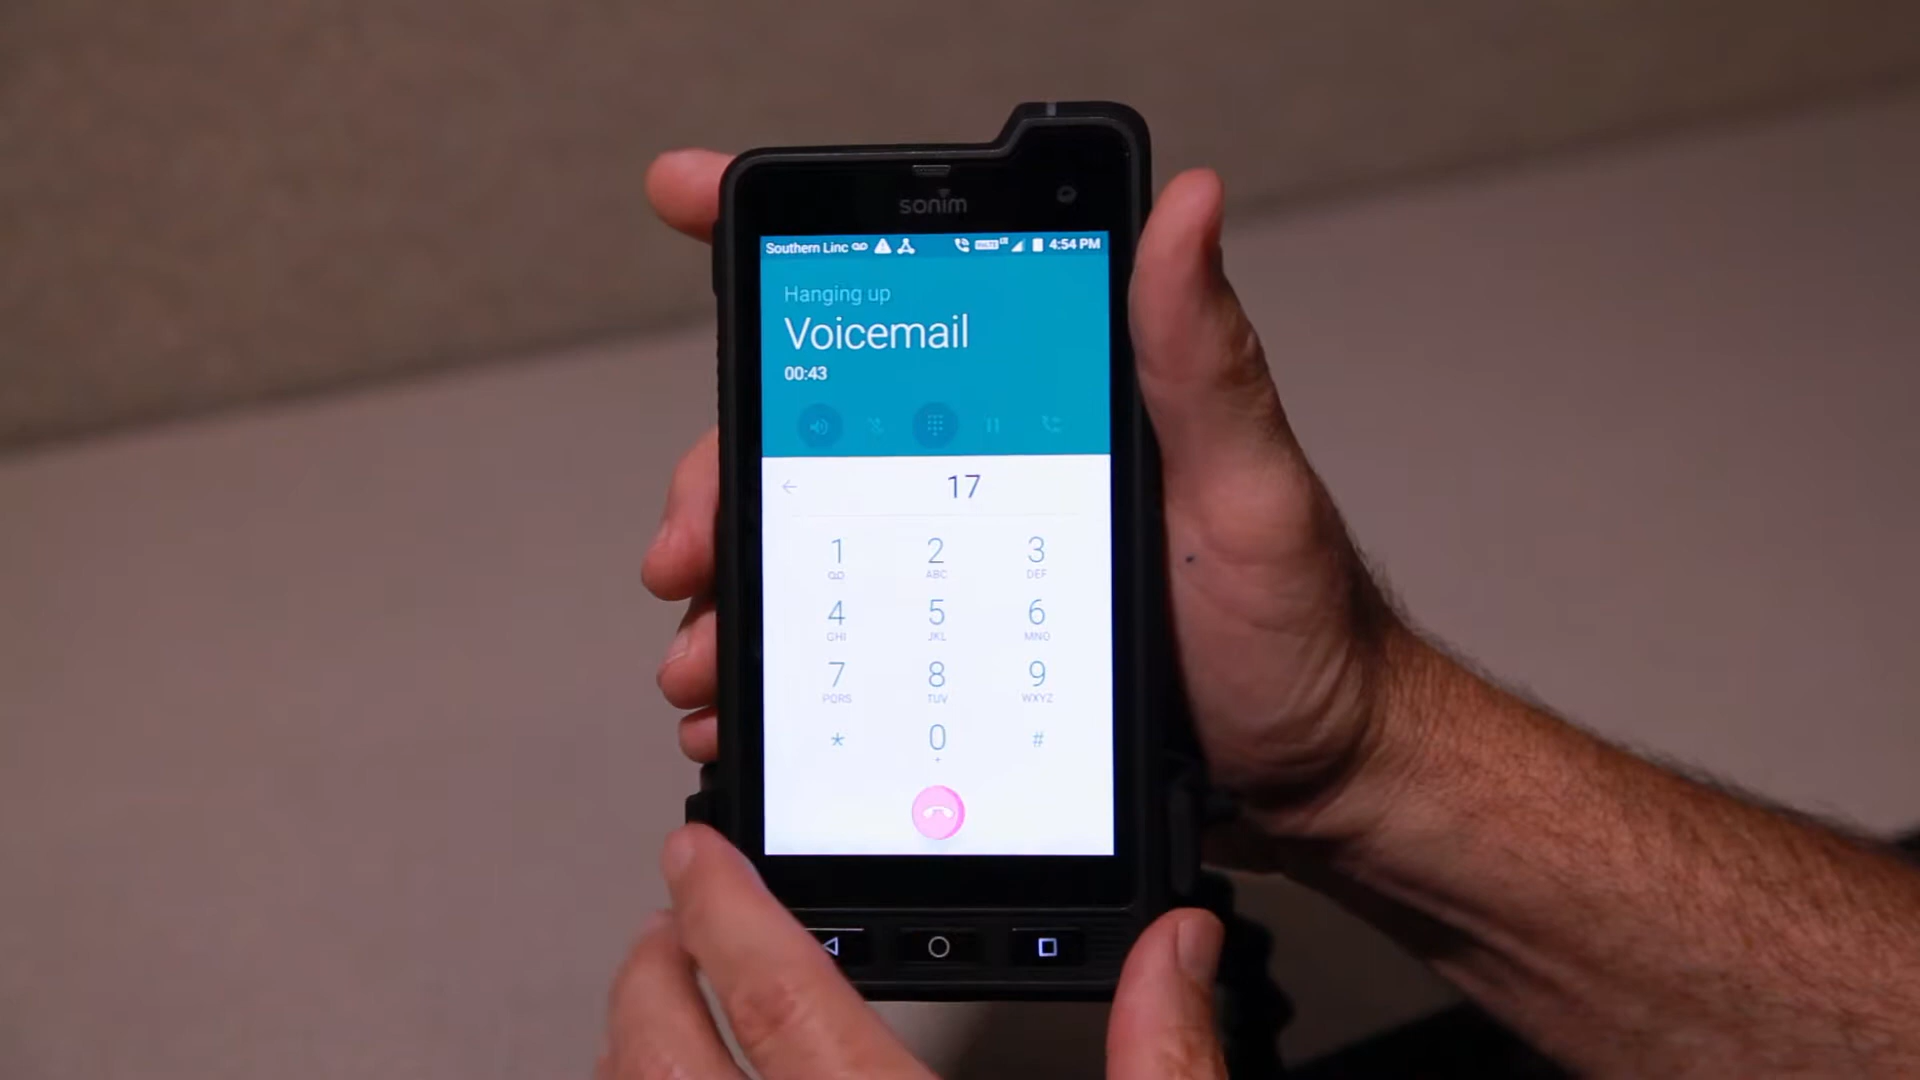 sonim
Southern Linc 4:54 PM
Hanging up
Voicemail
00:43
17
1 2 3
ABC DEF
4 5 6
GHI JKL MNO
7 8 9
PQRS TUV WXYZ
* 0 #
+